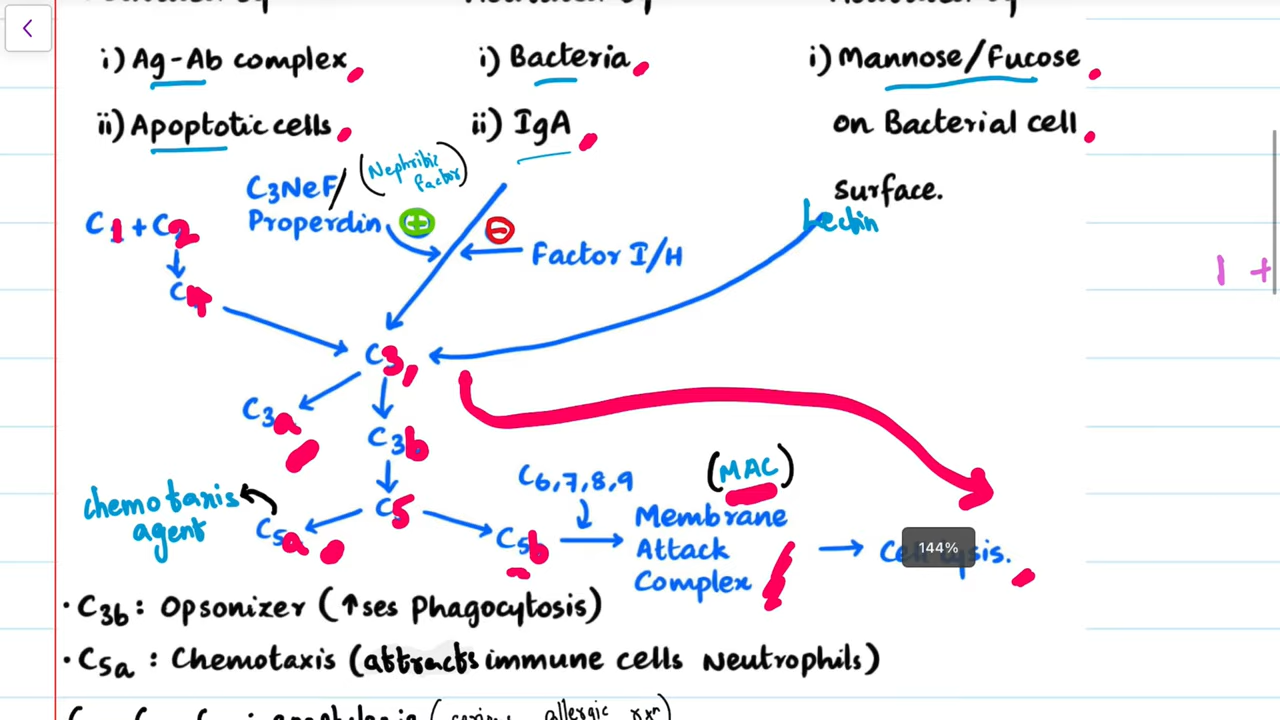 i) Ag-Ab complex
i) Bacteria
i) Mannose/Fucose
ii) Apoptotic cells
ii) IgA
on Bacterial cell
surface.
C3NeF/
(Nephritic factor)
Properdin
+
-
Factor I/H
Lectin
C1 + C2
C4
1 +
C3
C3a
C3b
chemotaxis
agent
C5
C5a
C5b
C6,7,8,9
(MAC)
Membrane
Attack
Complex
144%
• C3b : Opsonizer (↑ses Phagocytosis)
• C5a : Chemotaxis (attracts immune cells Neutrophils)